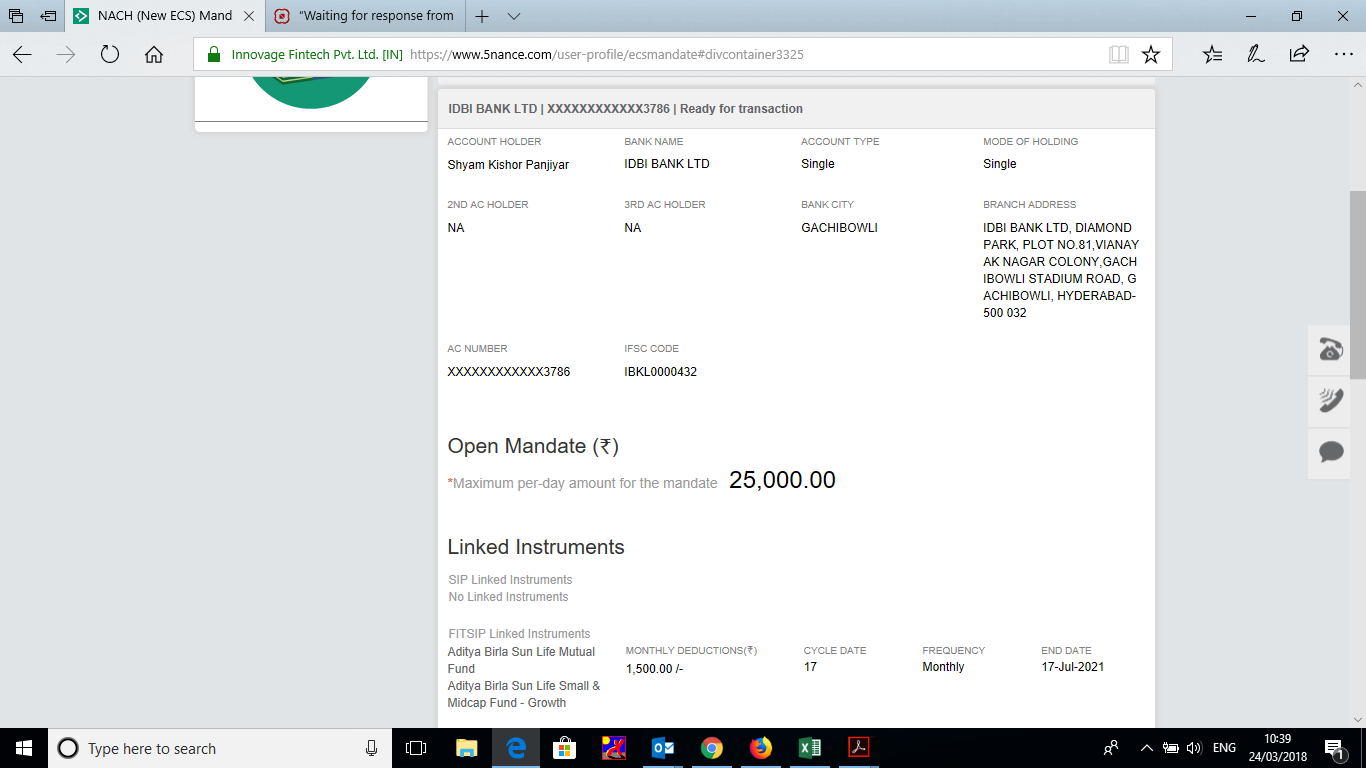 NACH (New ECS) Mand
"Waiting for response from
Innovage Fintech Pvt. Ltd. [IN] https://www.5nance.com/user-profile/ecsmandate#divcontainer3325
IDBI BANK LTD | XXXXXXXXXXXX3786 | Ready for transaction
ACCOUNT HOLDER BANK NAME ACCOUNT TYPE MODE OF HOLDING
Shyam Kishor Panjiyar IDBI BANK LTD Single Single
2ND AC HOLDER 3RD AC HOLDER BANK CITY BRANCH ADDRESS
NA NA GACHIBOWLI IDBI BANK LTD, DIAMOND
PARK, PLOT NO.81,VIANAY
AK NAGAR COLONY,GACH
IBOWLI STADIUM ROAD, G
ACHIBOWLI, HYDERABAD-
500 032
AC NUMBER IFSC CODE
XXXXXXXXXXXX3786 IBKL0000432
Open Mandate (₹)
*Maximum per-day amount for the mandate 25,000.00
Linked Instruments
SIP Linked Instruments
No Linked Instruments
FITSIP Linked Instruments
Aditya Birla Sun Life Mutual
Fund
Aditya Birla Sun Life Small &
Midcap Fund - Growth
MONTHLY DEDUCTIONS(₹) CYCLE DATE FREQUENCY END DATE
1,500.00 /- 17 Monthly 17-Jul-2021
Type here to search
ENG
10:39
24/03/2018
1